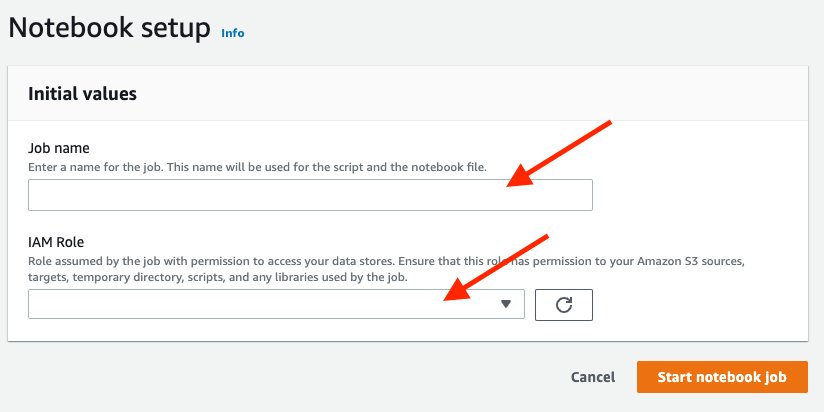 Notebook setup Info
Initial values
Job name
Enter a name for the job. This name will be used for the script and the notebook file.
IAM Role
Role assumed by the job with permission to access your data stores. Ensure that this role has permission to your Amazon S3 sources,
targets, temporary directory, scripts, and any libraries used by the job.
Cancel Start notebook job